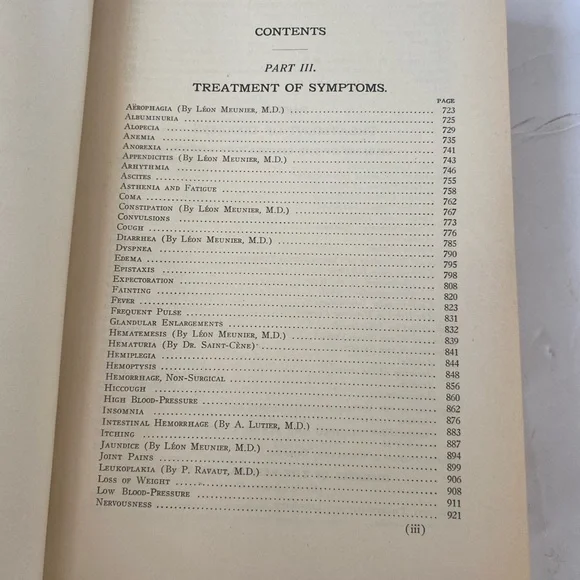 CONTENTS
PART III.
TREATMENT OF SYMPTOMS.
PAGE
Aërophagia (By Léon Meunier, M.D.) 723
Albuminuria 725
Alopecia 729
Anemia 735
Anorexia 741
Appendicitis (By Léon Meunier, M.D.) 743
Arhythmia 746
Ascites 755
Asthenia and Fatigue 758
Coma 762
Constipation (By Léon Meunier, M.D.) 767
Convulsions 773
Cough 776
Diarrhea (By Léon Meunier, M.D.) 785
Dyspnea 790
Edema 795
Epistaxis 798
Expectoration 808
Fainting 820
Fever 823
Frequent Pulse 831
Glandular Enlargements 832
Hematemesis (By Léon Meunier, M.D.) 839
Hematuria (By Dr. Saint-Cène) 841
Hemiplegia 844
Hemoptysis 848
Hemorrhage, Non-Surgical 856
Hiccough 860
High Blood-Pressure 862
Insomnia 876
Intestinal Hemorrhage (By A. Lutier, M.D.) 883
Itching 887
Jaundice (By Léon Meunier, M.D.) 894
Joint Pains 899
Leukoplakia (By P. Ravaut, M.D.) 906
Loss of Weight 908
Low Blood-Pressure 911
Nervousness 921
(iii)